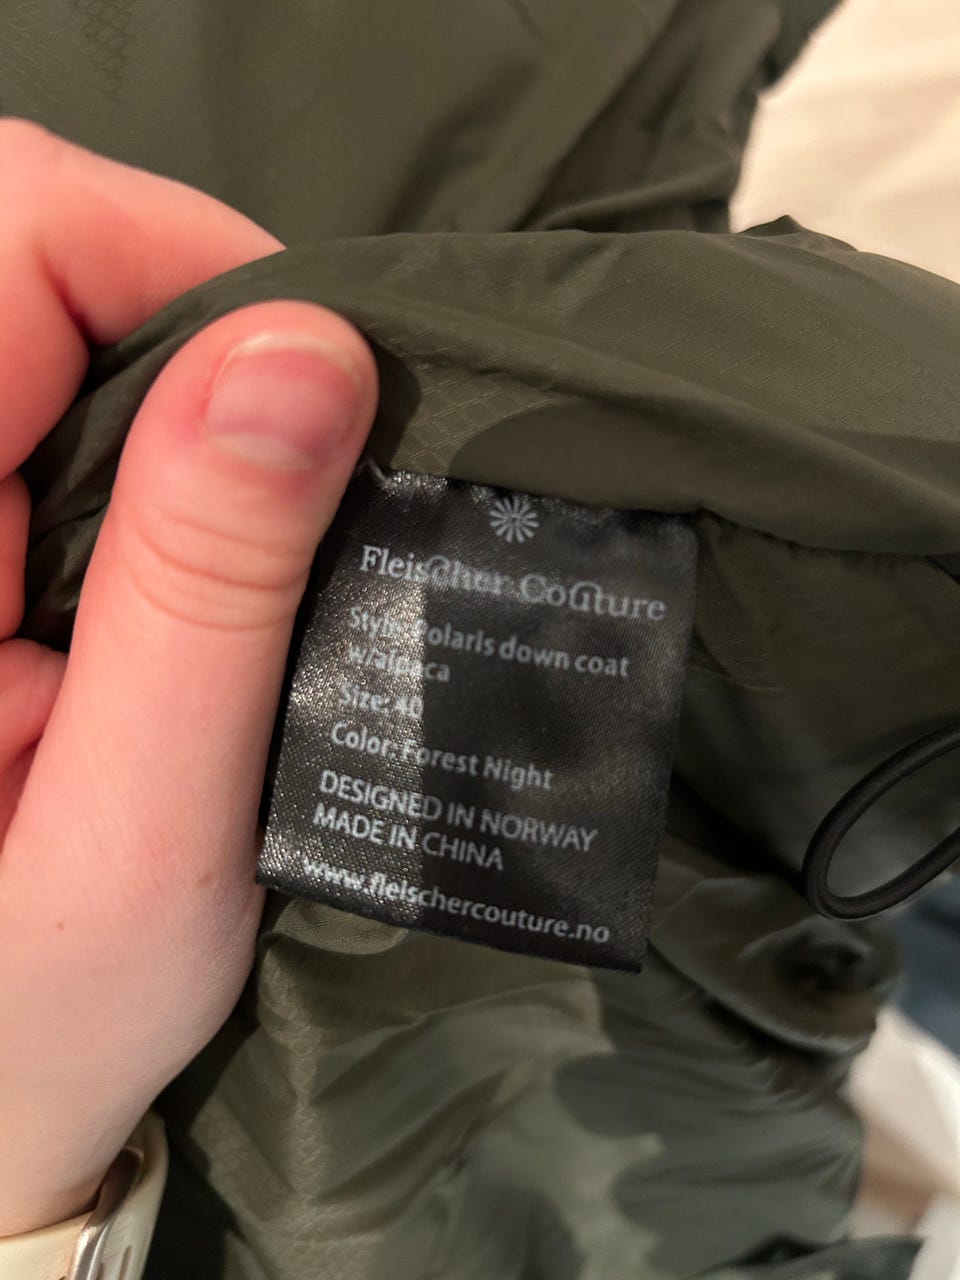 Fleischer Couture
Style: Polaris down coat
w/alpaca
Size: 40
Color: Forest Night
DESIGNED IN NORWAY
MADE IN CHINA
www.fleischercouture.no